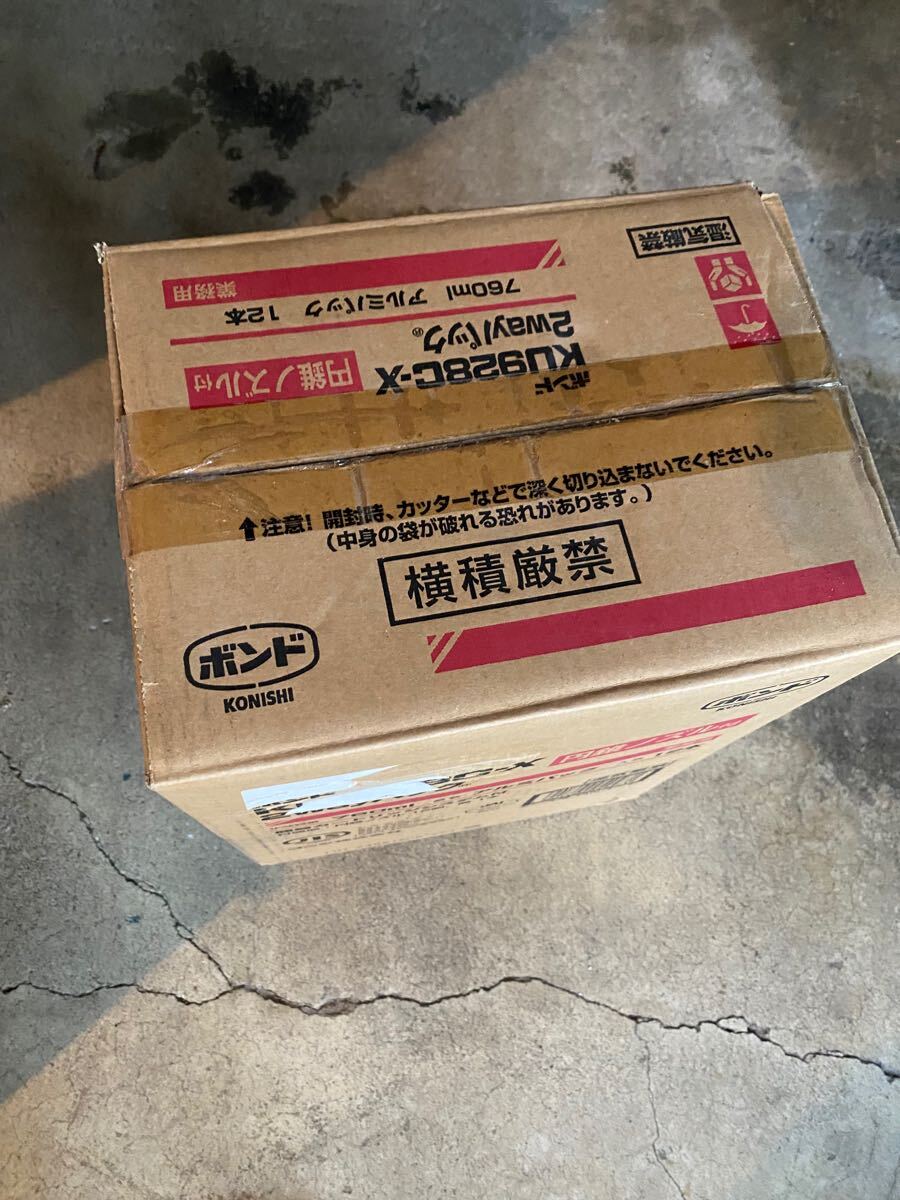 湿気厳禁
ボンド
KU928C-X
2wayパック®
円錐ノズル付
760ml アルミパック 12本
業務用
↑注意! 開封時、カッターなどで深く切り込まないでください。
(中身の袋が破れる恐れがあります。)
横積厳禁
ボンド
KONISHI
ボンド
KONISHI